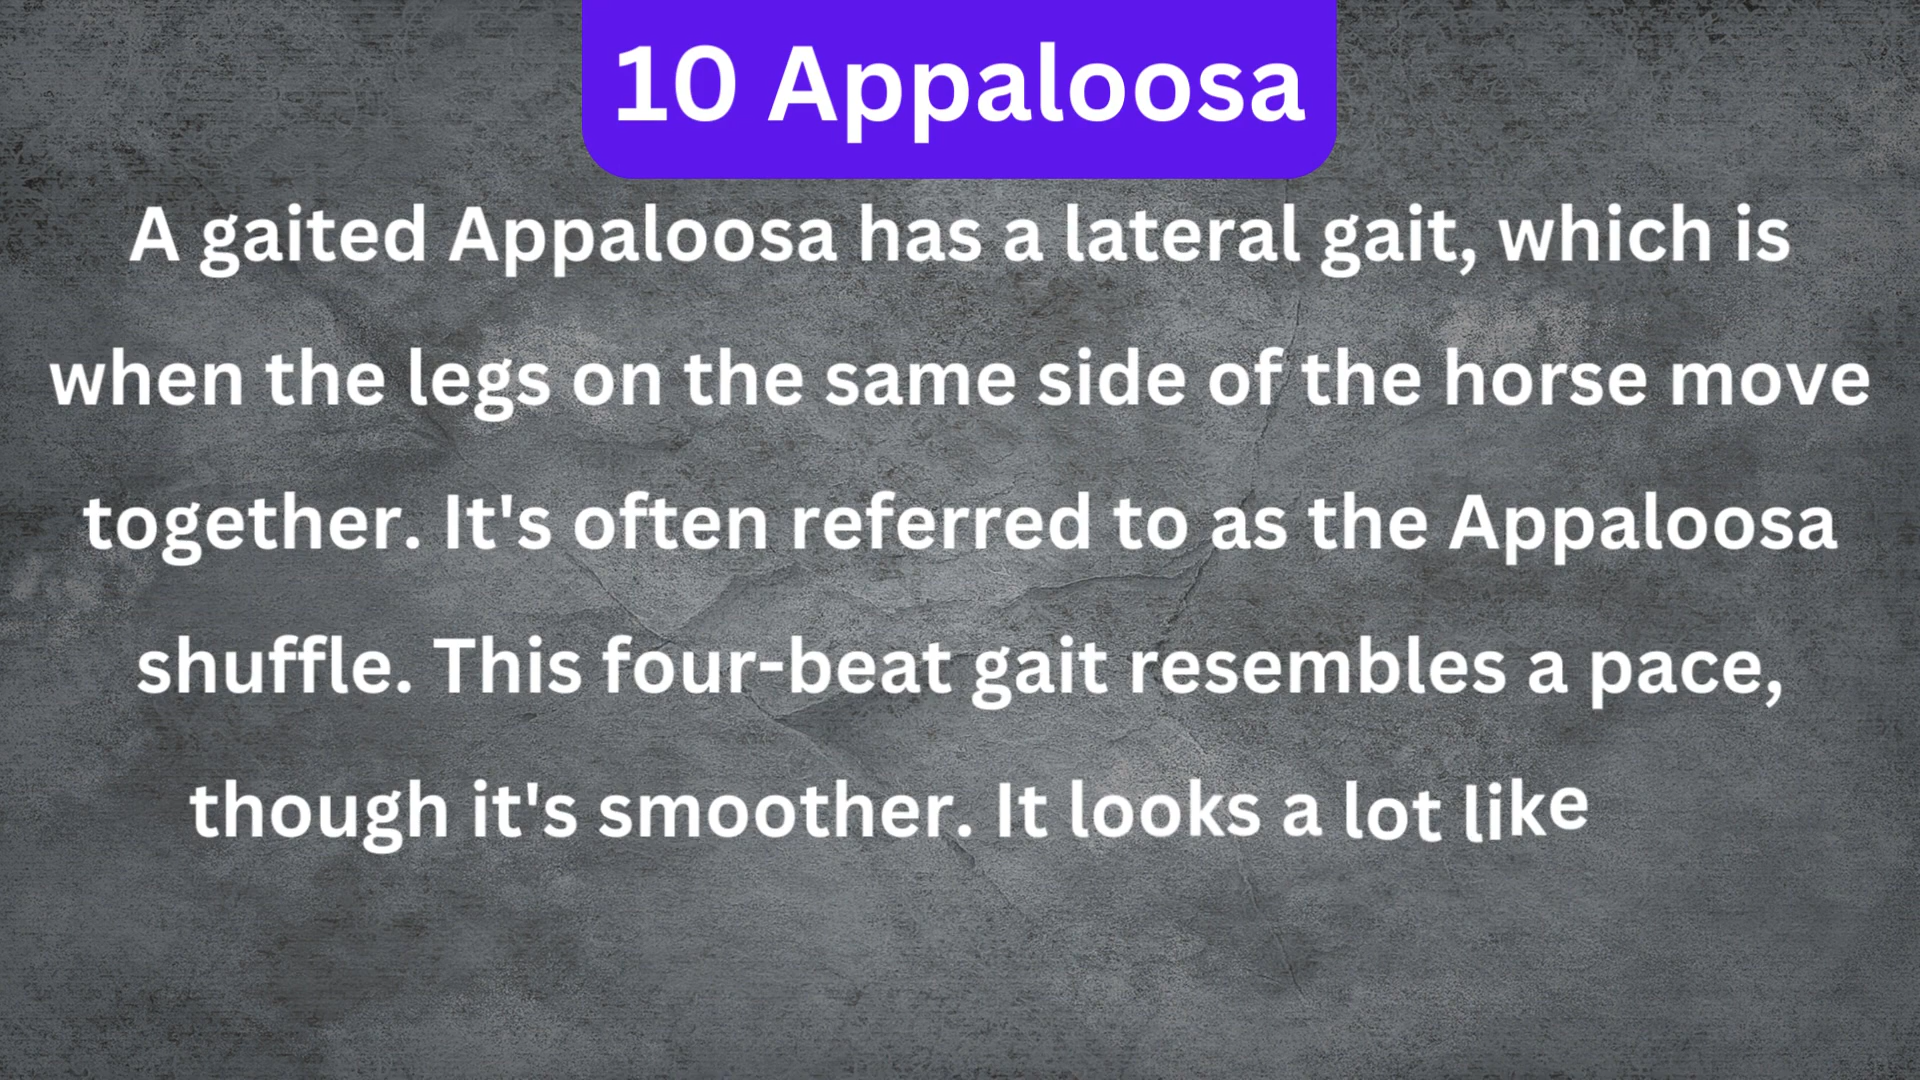 10 Appaloosa
A gaited Appaloosa has a lateral gait, which is
when the legs on the same side of the horse move
together. It's often referred to as the Appaloosa
shuffle. This four-beat gait resembles a pace,
though it's smoother. It looks a lot like